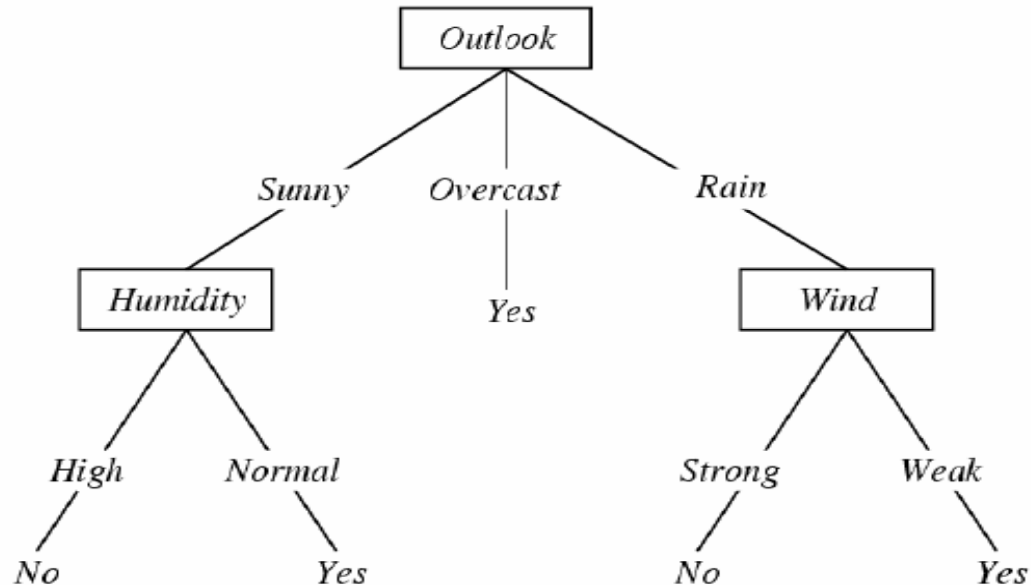 Outlook
Sunny Overcast Rain
Humidity Yes Wind
High Normal Strong Weak
No Yes No Yes